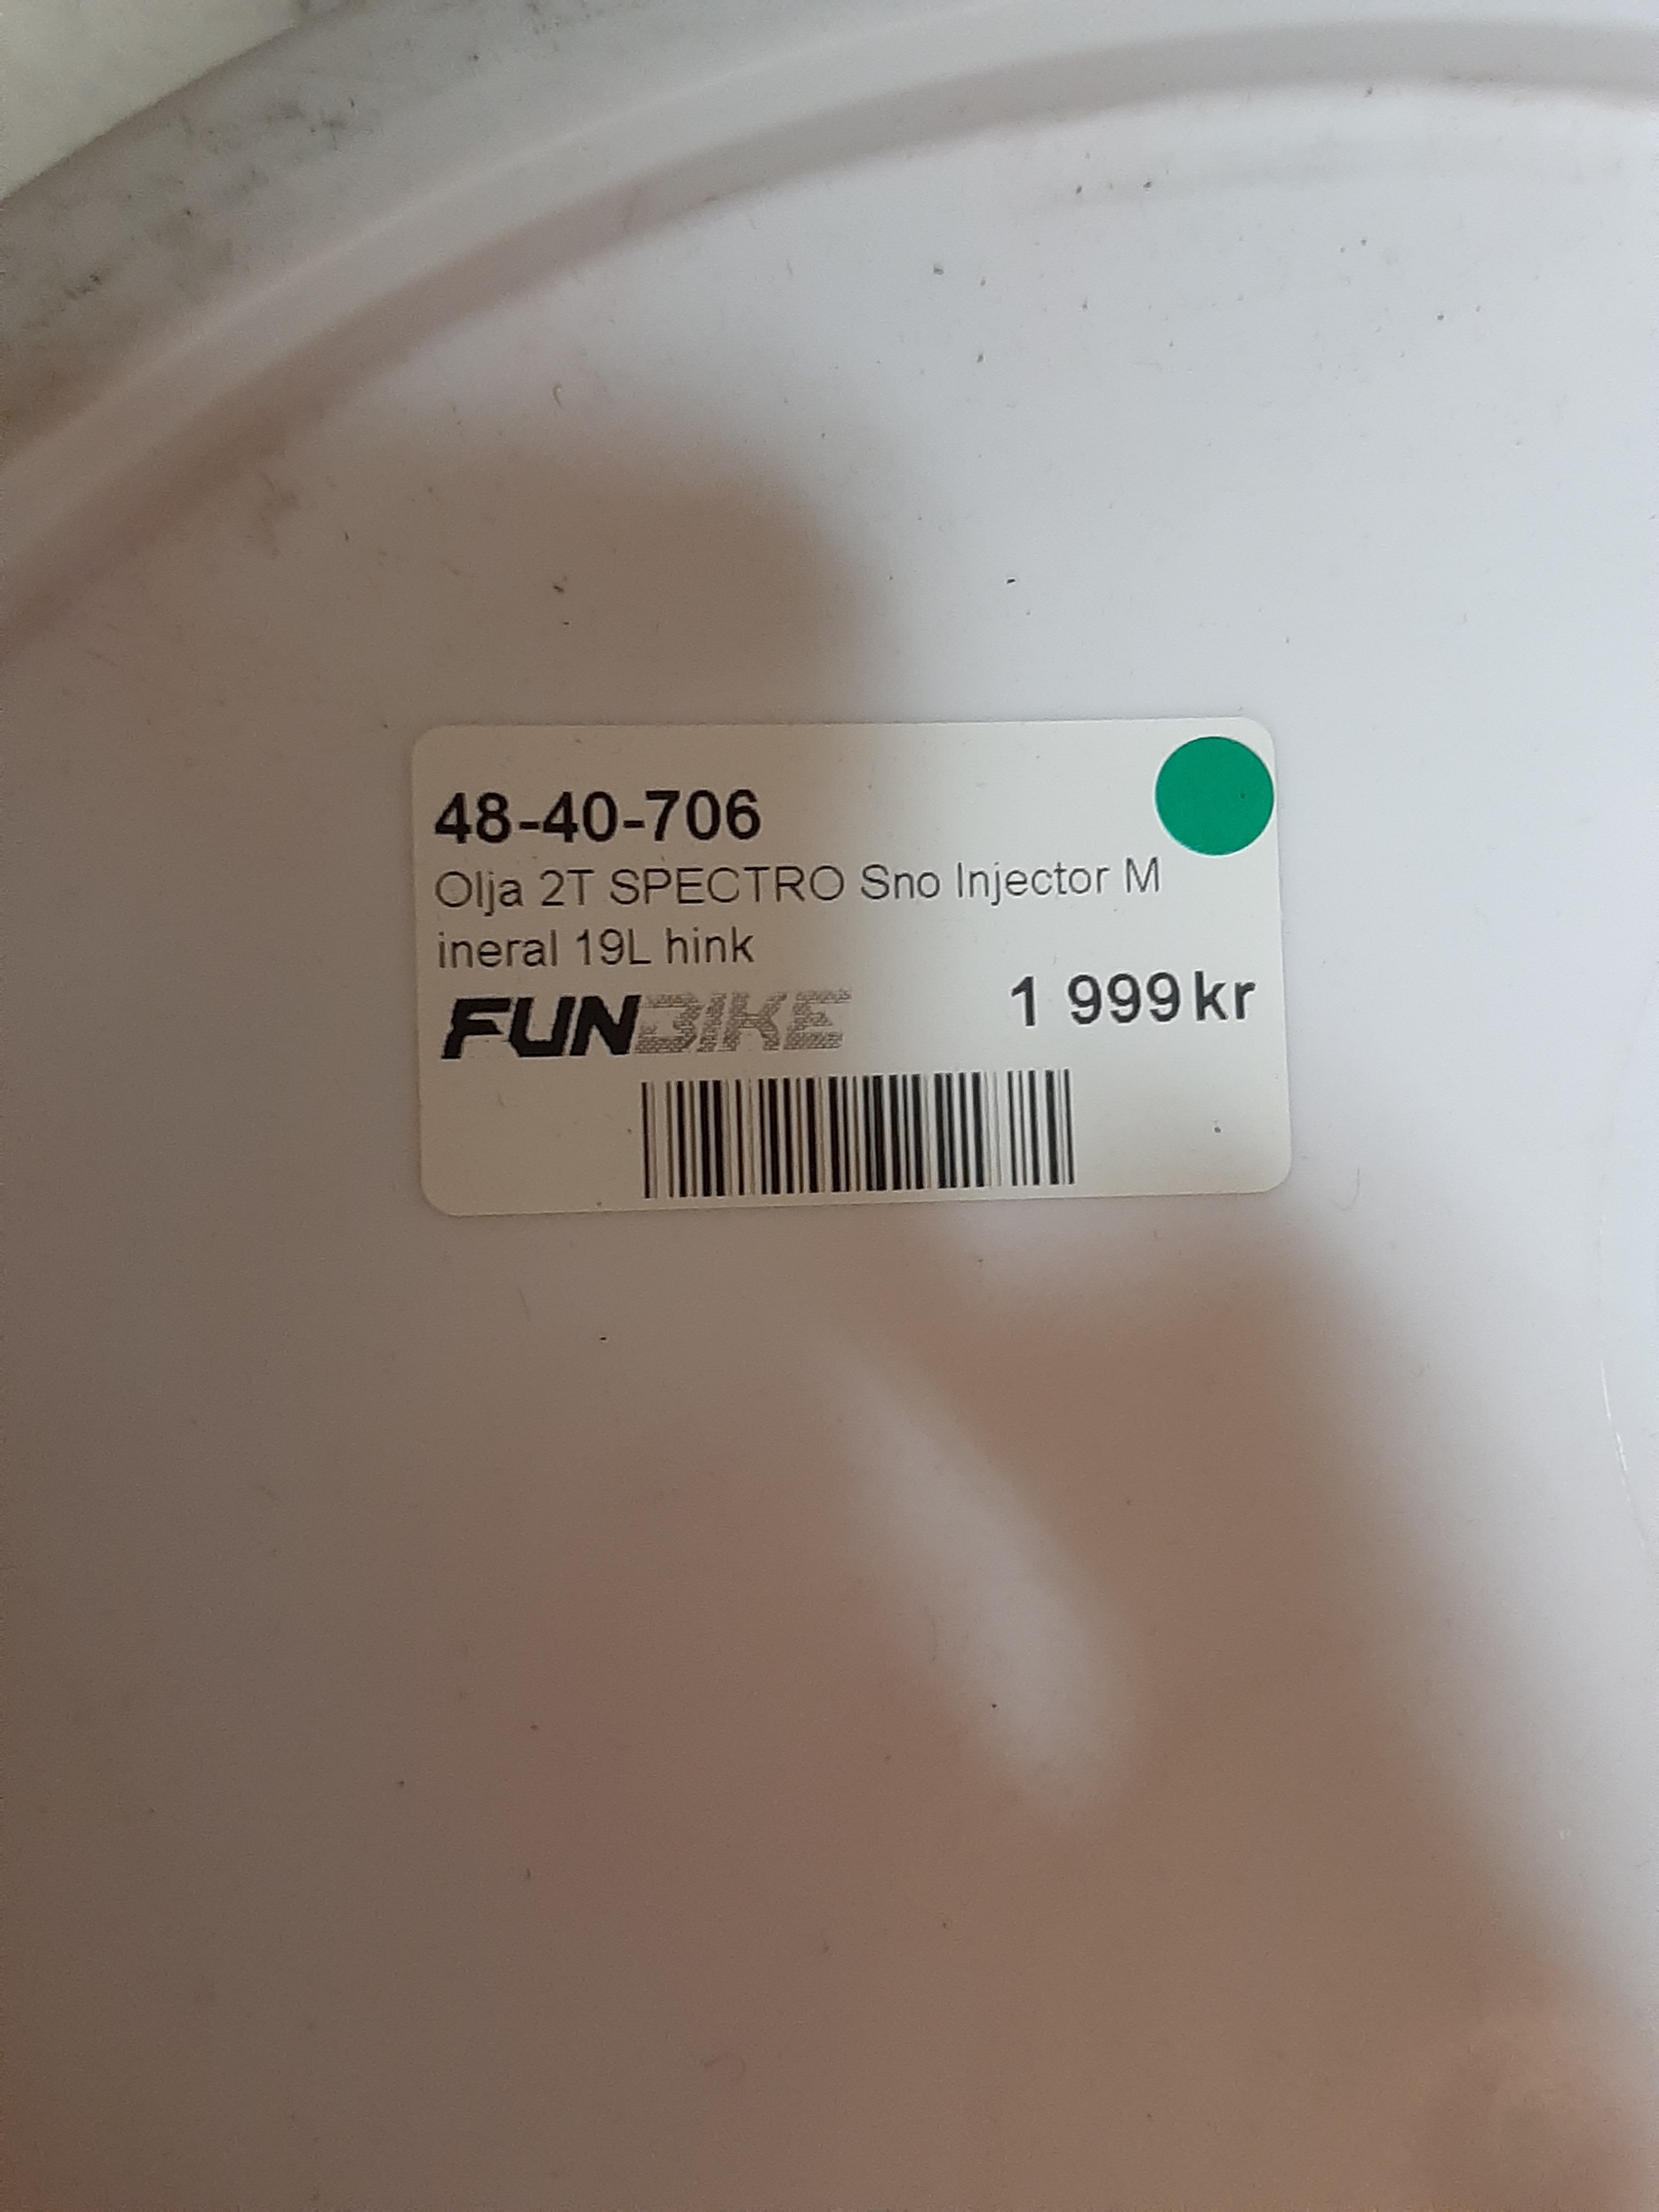 48-40-706
Olja 2T SPECTRO Sno Injector M
ineral 19L hink
FUNBIKE
1 999 kr